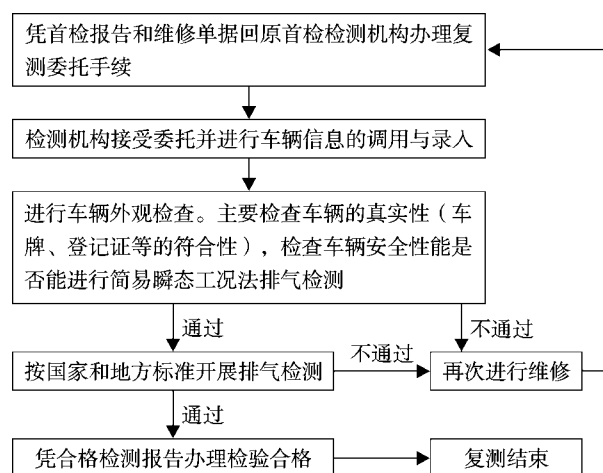 凭首检报告和维修单据回原首检检测机构办理复
测委托手续
检测机构接受委托并进行车辆信息的调用与录入
进行车辆外观检查。主要检查车辆的真实性（车
牌、登记证等的符合性），检查车辆安全性能是
否能进行简易瞬态工况法排气检测
通过
不通过
按国家和地方标准开展排气检测
不通过
再次进行维修
通过
凭合格检测报告办理检验合格
复测结束